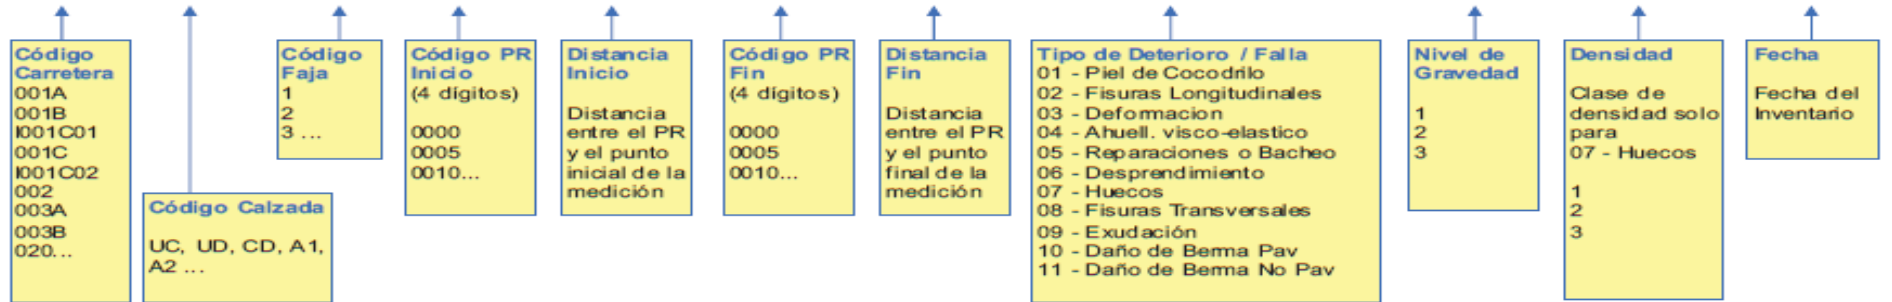 Código
Carretera
001A
001B
I001C01
001C
I001C02
002
003A
003B
020...
Código Calzada
UC, UD, CD, A1,
A2 ...
Código
Faja
1
2
3 ...
Código PR
Inicio
(4 dígitos)
0000
0005
0010...
Distancia
Inicio
Distancia
entre el PR
y el punto
inicial de la
medición
Código PR
Fin
(4 dígitos)
0000
0005
0010...
Distancia
Fin
Distancia
entre el PR
y el punto
final de la
medición
Tipo de Deterioro / Falla
01 - Piel de Cocodrilo
02 - Fisuras Longitudinales
03 - Deformacion
04 - Ahuell. visco-elastico
05 - Reparaciones o Bacheo
06 - Desprendimiento
07 - Huecos
08 - Fisuras Transversales
09 - Exudación
10 - Daño de Berma Pav
11 - Daño de Berma No Pav
Nivel de
Gravedad
1
2
3
Densidad
Clase de
densidad solo
para
07 - Huecos
1
2
3
Fecha
Fecha del
Inventario